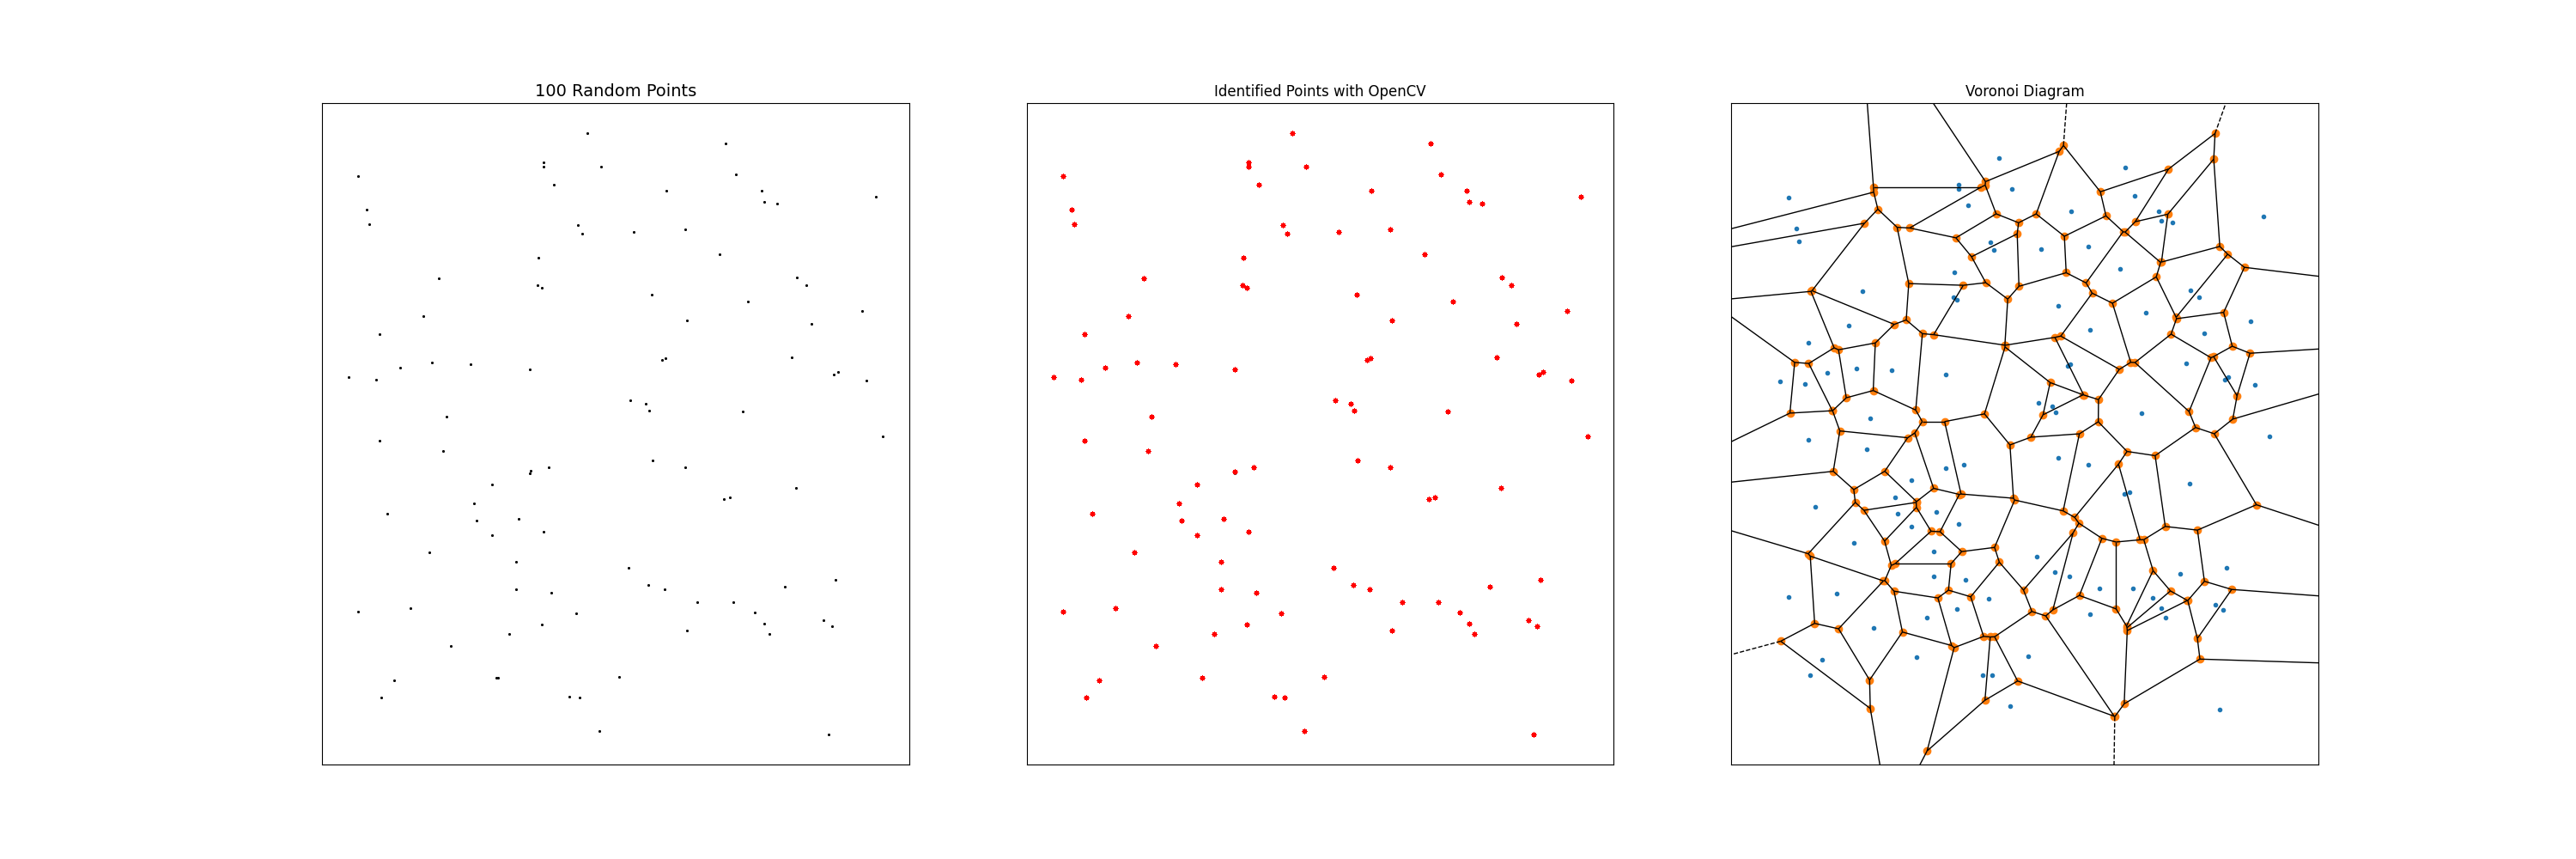 100 Random Points
Identified Points with OpenCV
Voronoi Diagram